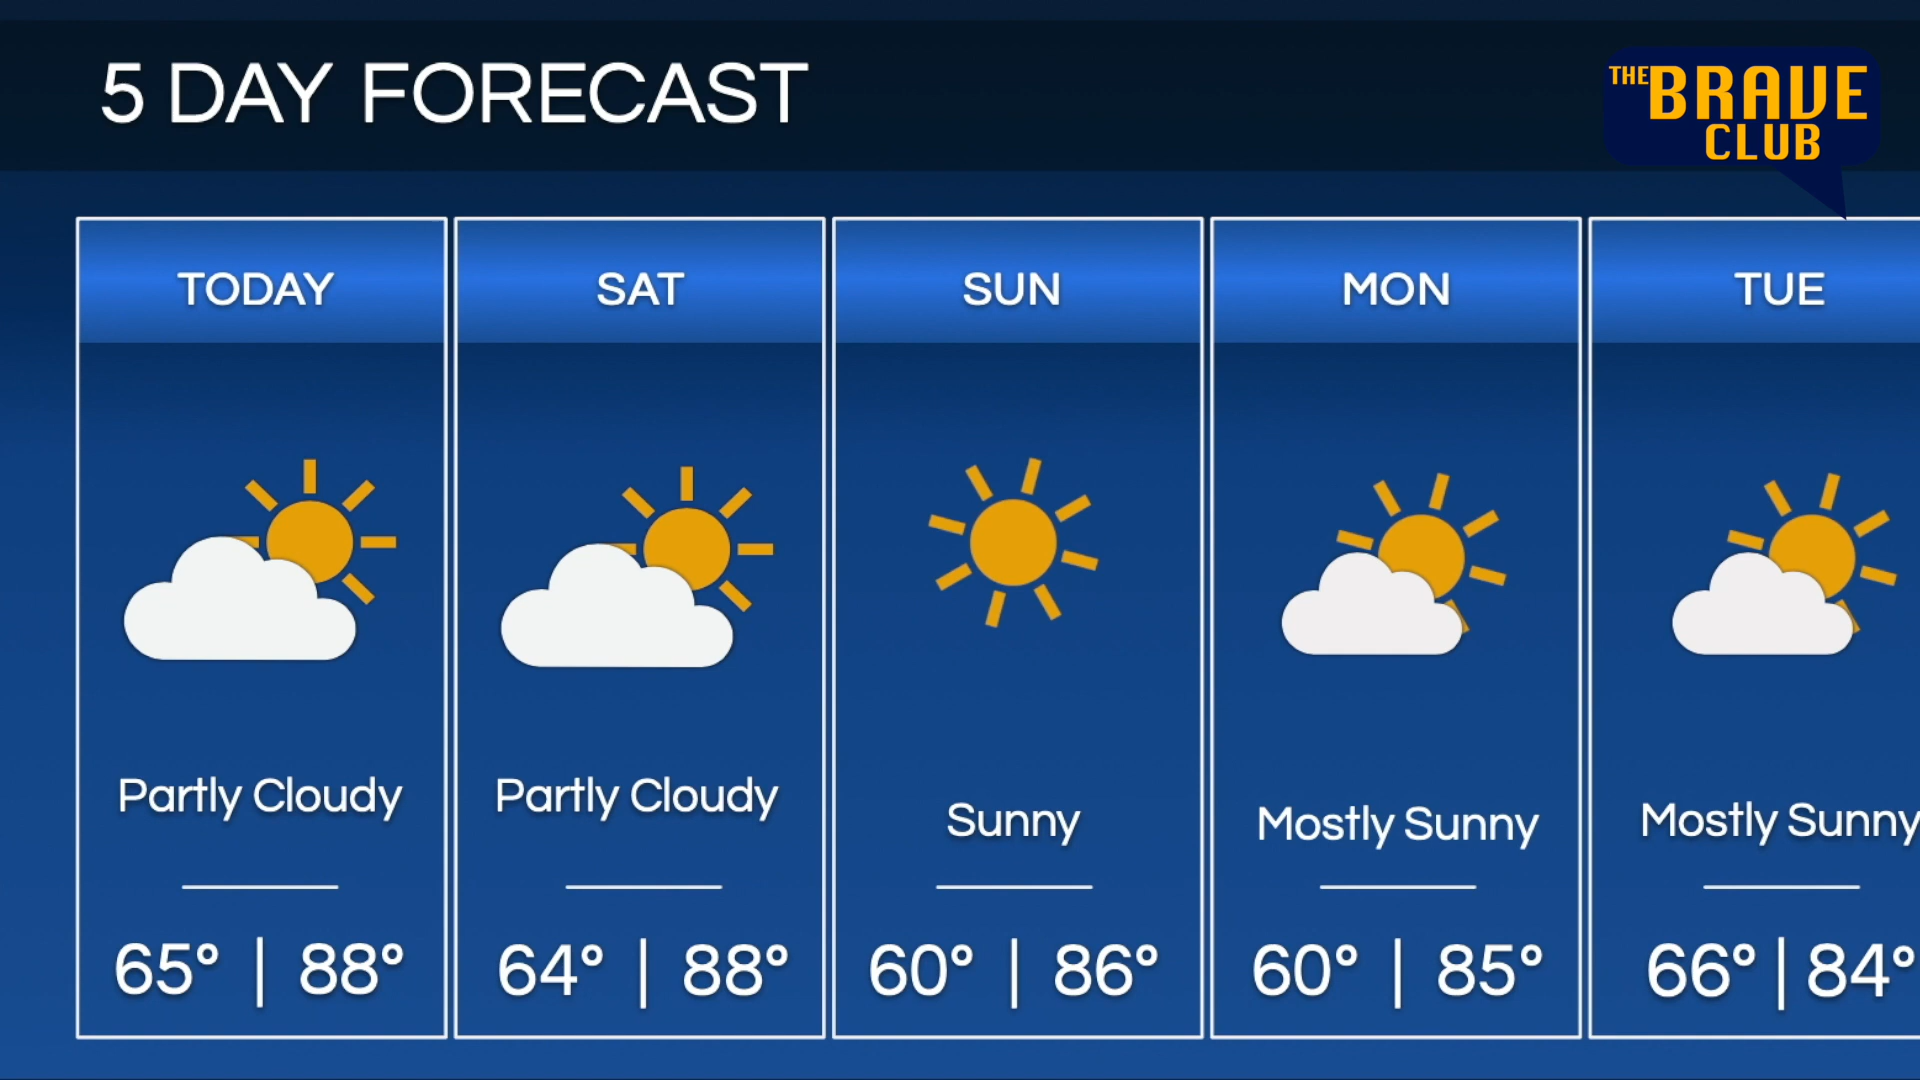 5 DAY FORECAST
THE BRAVE
CLUB
TODAY
Partly Cloudy
65° | 88°
SAT
Partly Cloudy
64° | 88°
SUN
Sunny
60° | 86°
MON
Mostly Sunny
60° | 85°
TUE
Mostly Sunny
66° | 84°